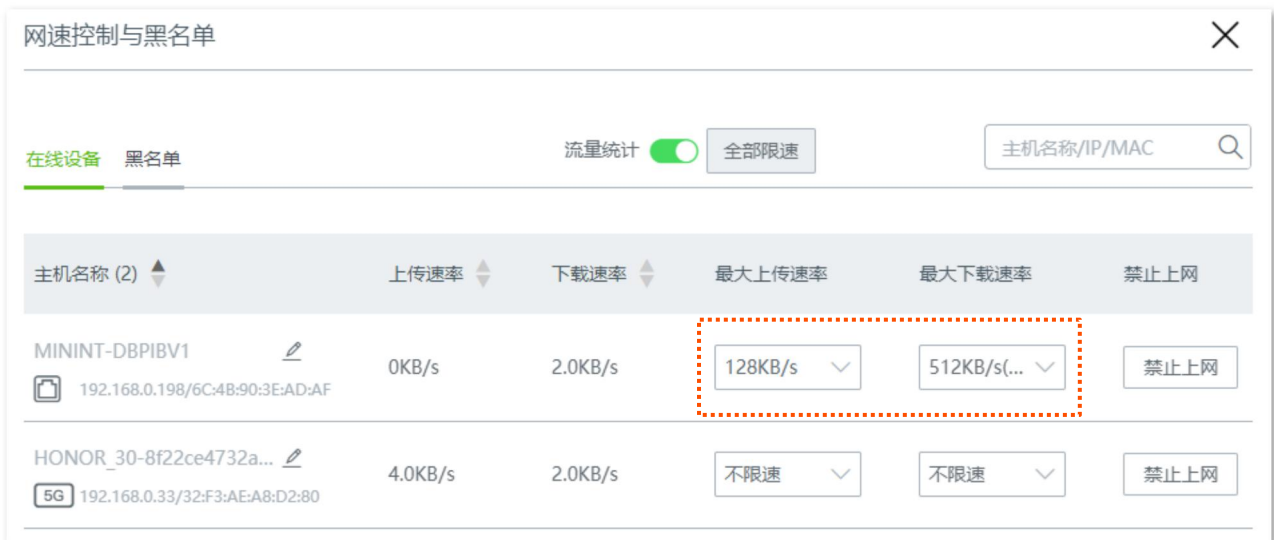 网速控制与黑名单
在线设备 黑名单 流量统计 全部限速 主机名称/IP/MAC
主机名称 (2) 上传速率 下载速率 最大上传速率 最大下载速率 禁止上网
MININT-DBPIBV1 0KB/s 2.0KB/s 128KB/s 512KB/s(... 禁止上网
192.168.0.198/6C:4B:90:3E:AD:AF
HONOR_30-8f22ce4732a... 4.0KB/s 2.0KB/s 不限速 不限速 禁止上网
5G 192.168.0.33/32:F3:AE:A8:D2:80